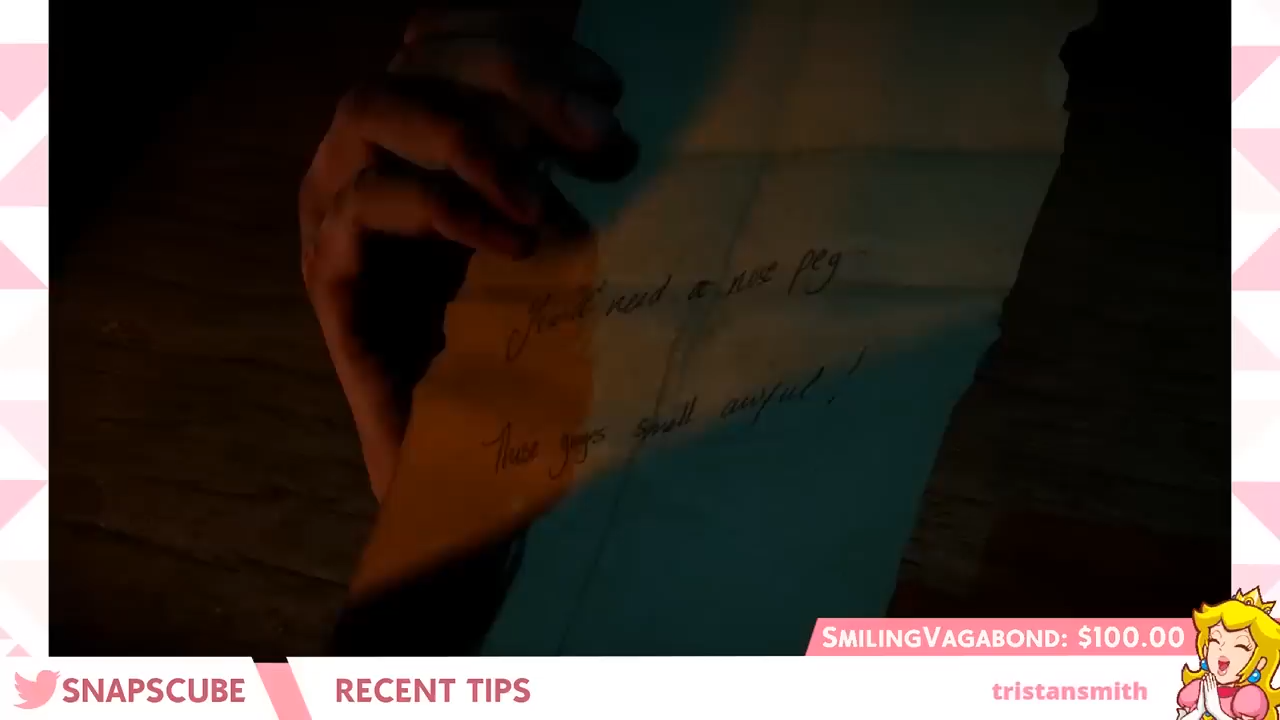 You'll need a nose peg
These guys smell awful!
SMILINGVAGABOND: $100.00
SNAPSCUBE
RECENT TIPS
tristansmith